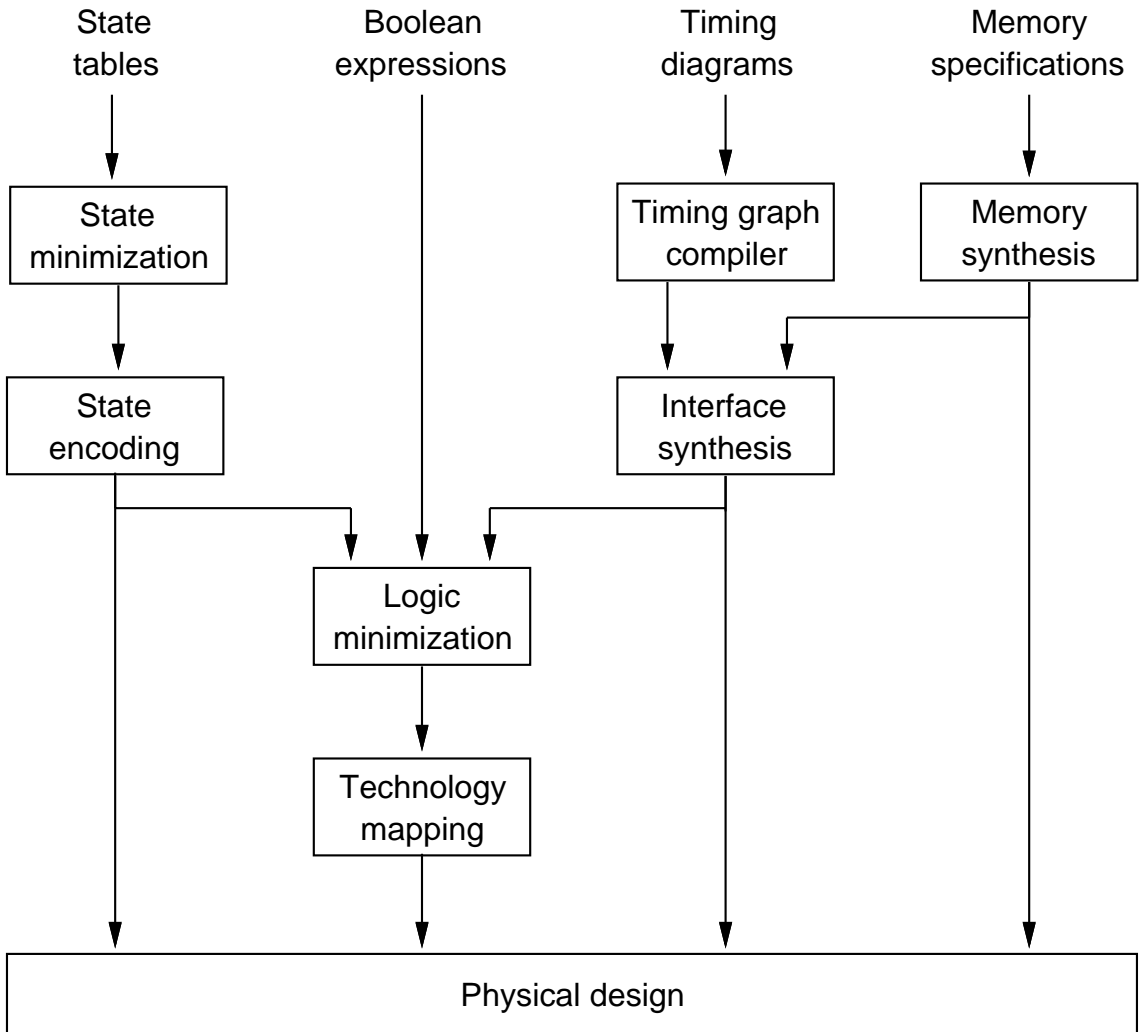 State
tables
Boolean
expressions
Timing
diagrams
Memory
specifications
State
minimization
Timing graph
compiler
Memory
synthesis
State
encoding
Interface
synthesis
Logic
minimization
Technology
mapping
Physical design